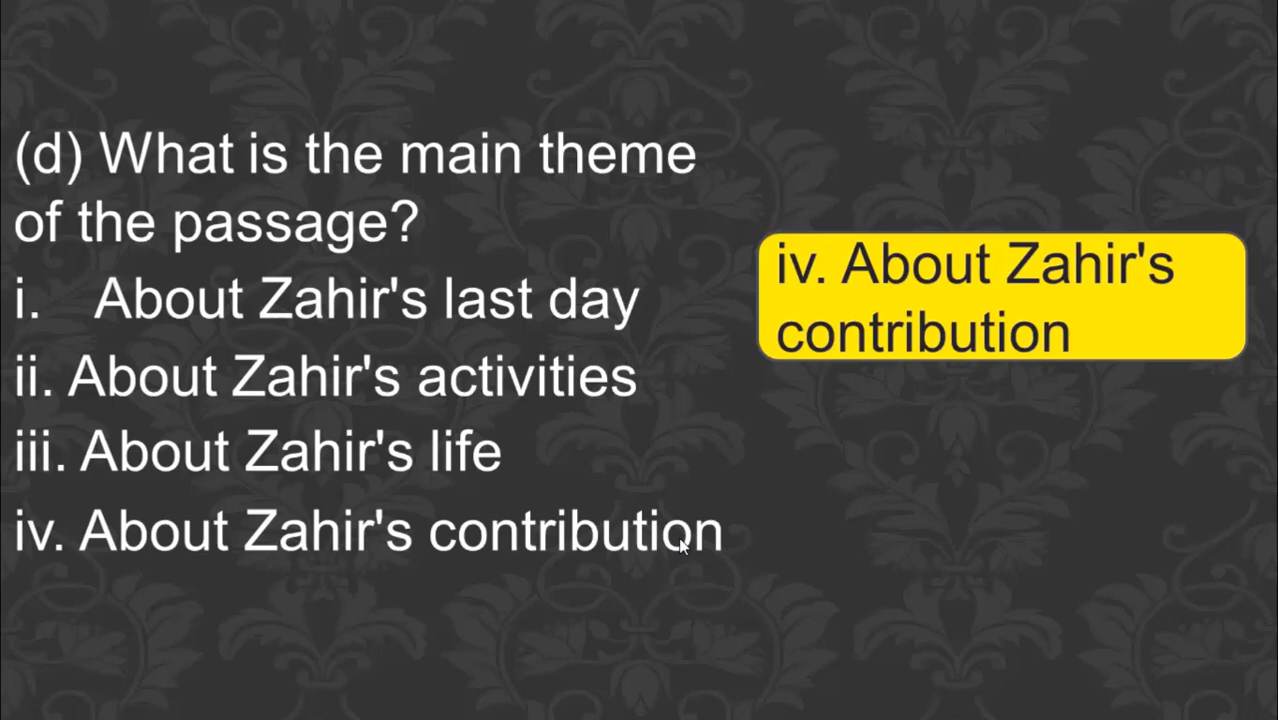 (d) What is the main theme
of the passage?
i. About Zahir's last day
ii. About Zahir's activities
iii. About Zahir's life
iv. About Zahir's contribution
iv. About Zahir's
contribution